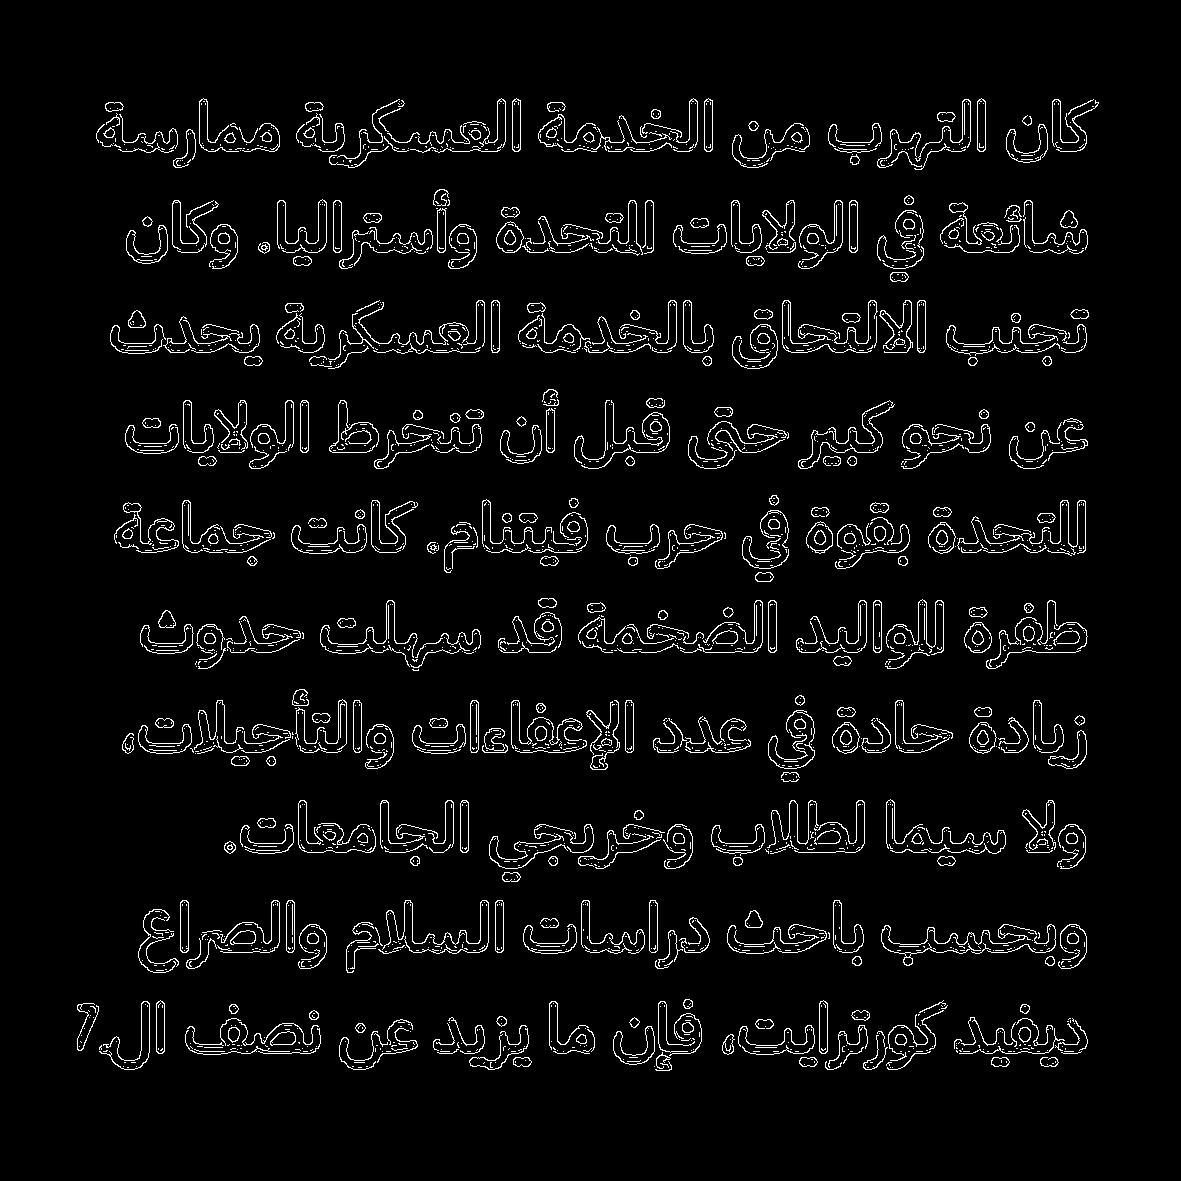 كان التهرب من الخدمة العسكرية ممارسة
شائعة في الولايات المتحدة وأستراليا. وكان
تجنب الالتحاق بالخدمة العسكرية يحدث
عن نحو كبير حتى قبل أن تنخرط الولايات
المتحدة بقوة في حرب فيتنام. كانت جماعة
طفرة المواليد الضخمة قد سهلت حدوث
زيادة حادة في عدد الإعفاءات والتأجيلات،
ولا سيما لطلاب وخريجي الجامعات.
وبحسب باحث دراسات السلام والصراع
ديفيد كورترايت، فإن ما يزيد عن نصف ال27